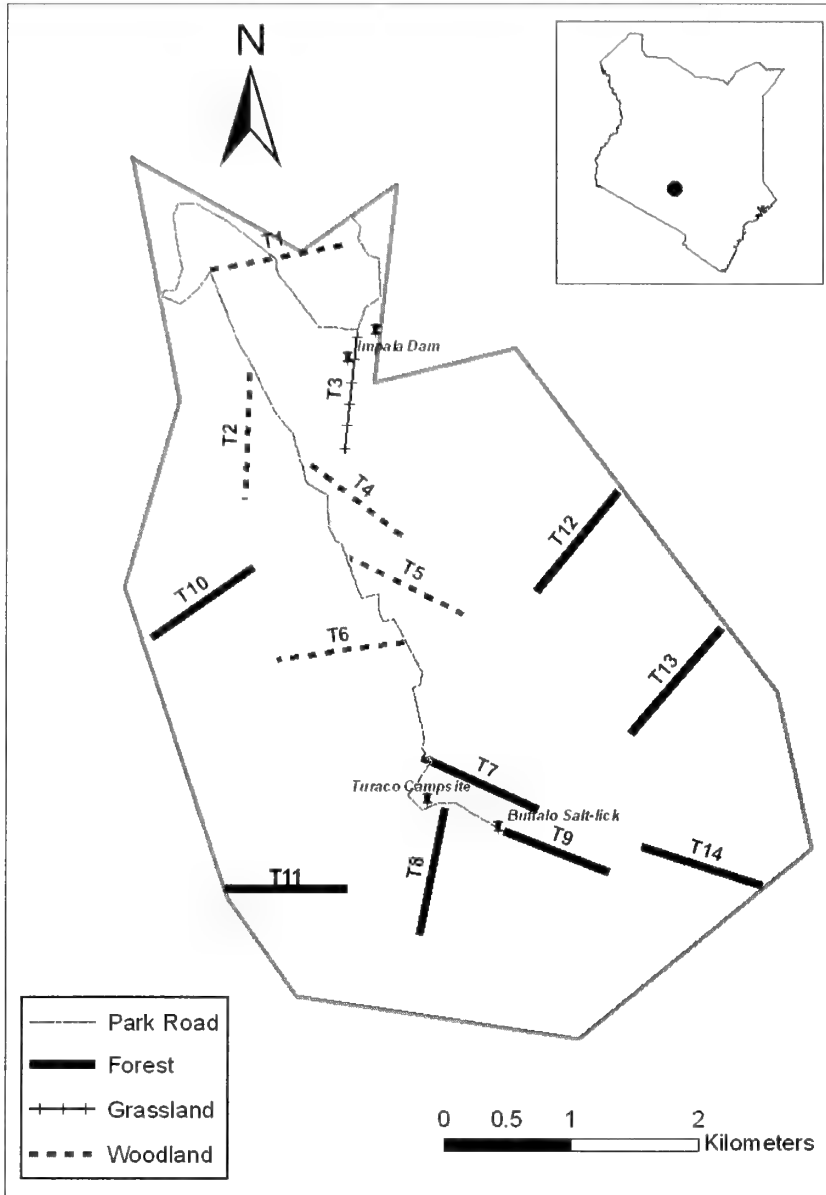 N
T1
Impala Dam
T3
T2
T4
T12
T5
T10
T6
T13
T7
Turaco Campsite
Buffalo Salt-lick
T9
T14
T8
T11
Park Road
Forest
Grassland
Woodland
0 0.5 1 2
Kilometers